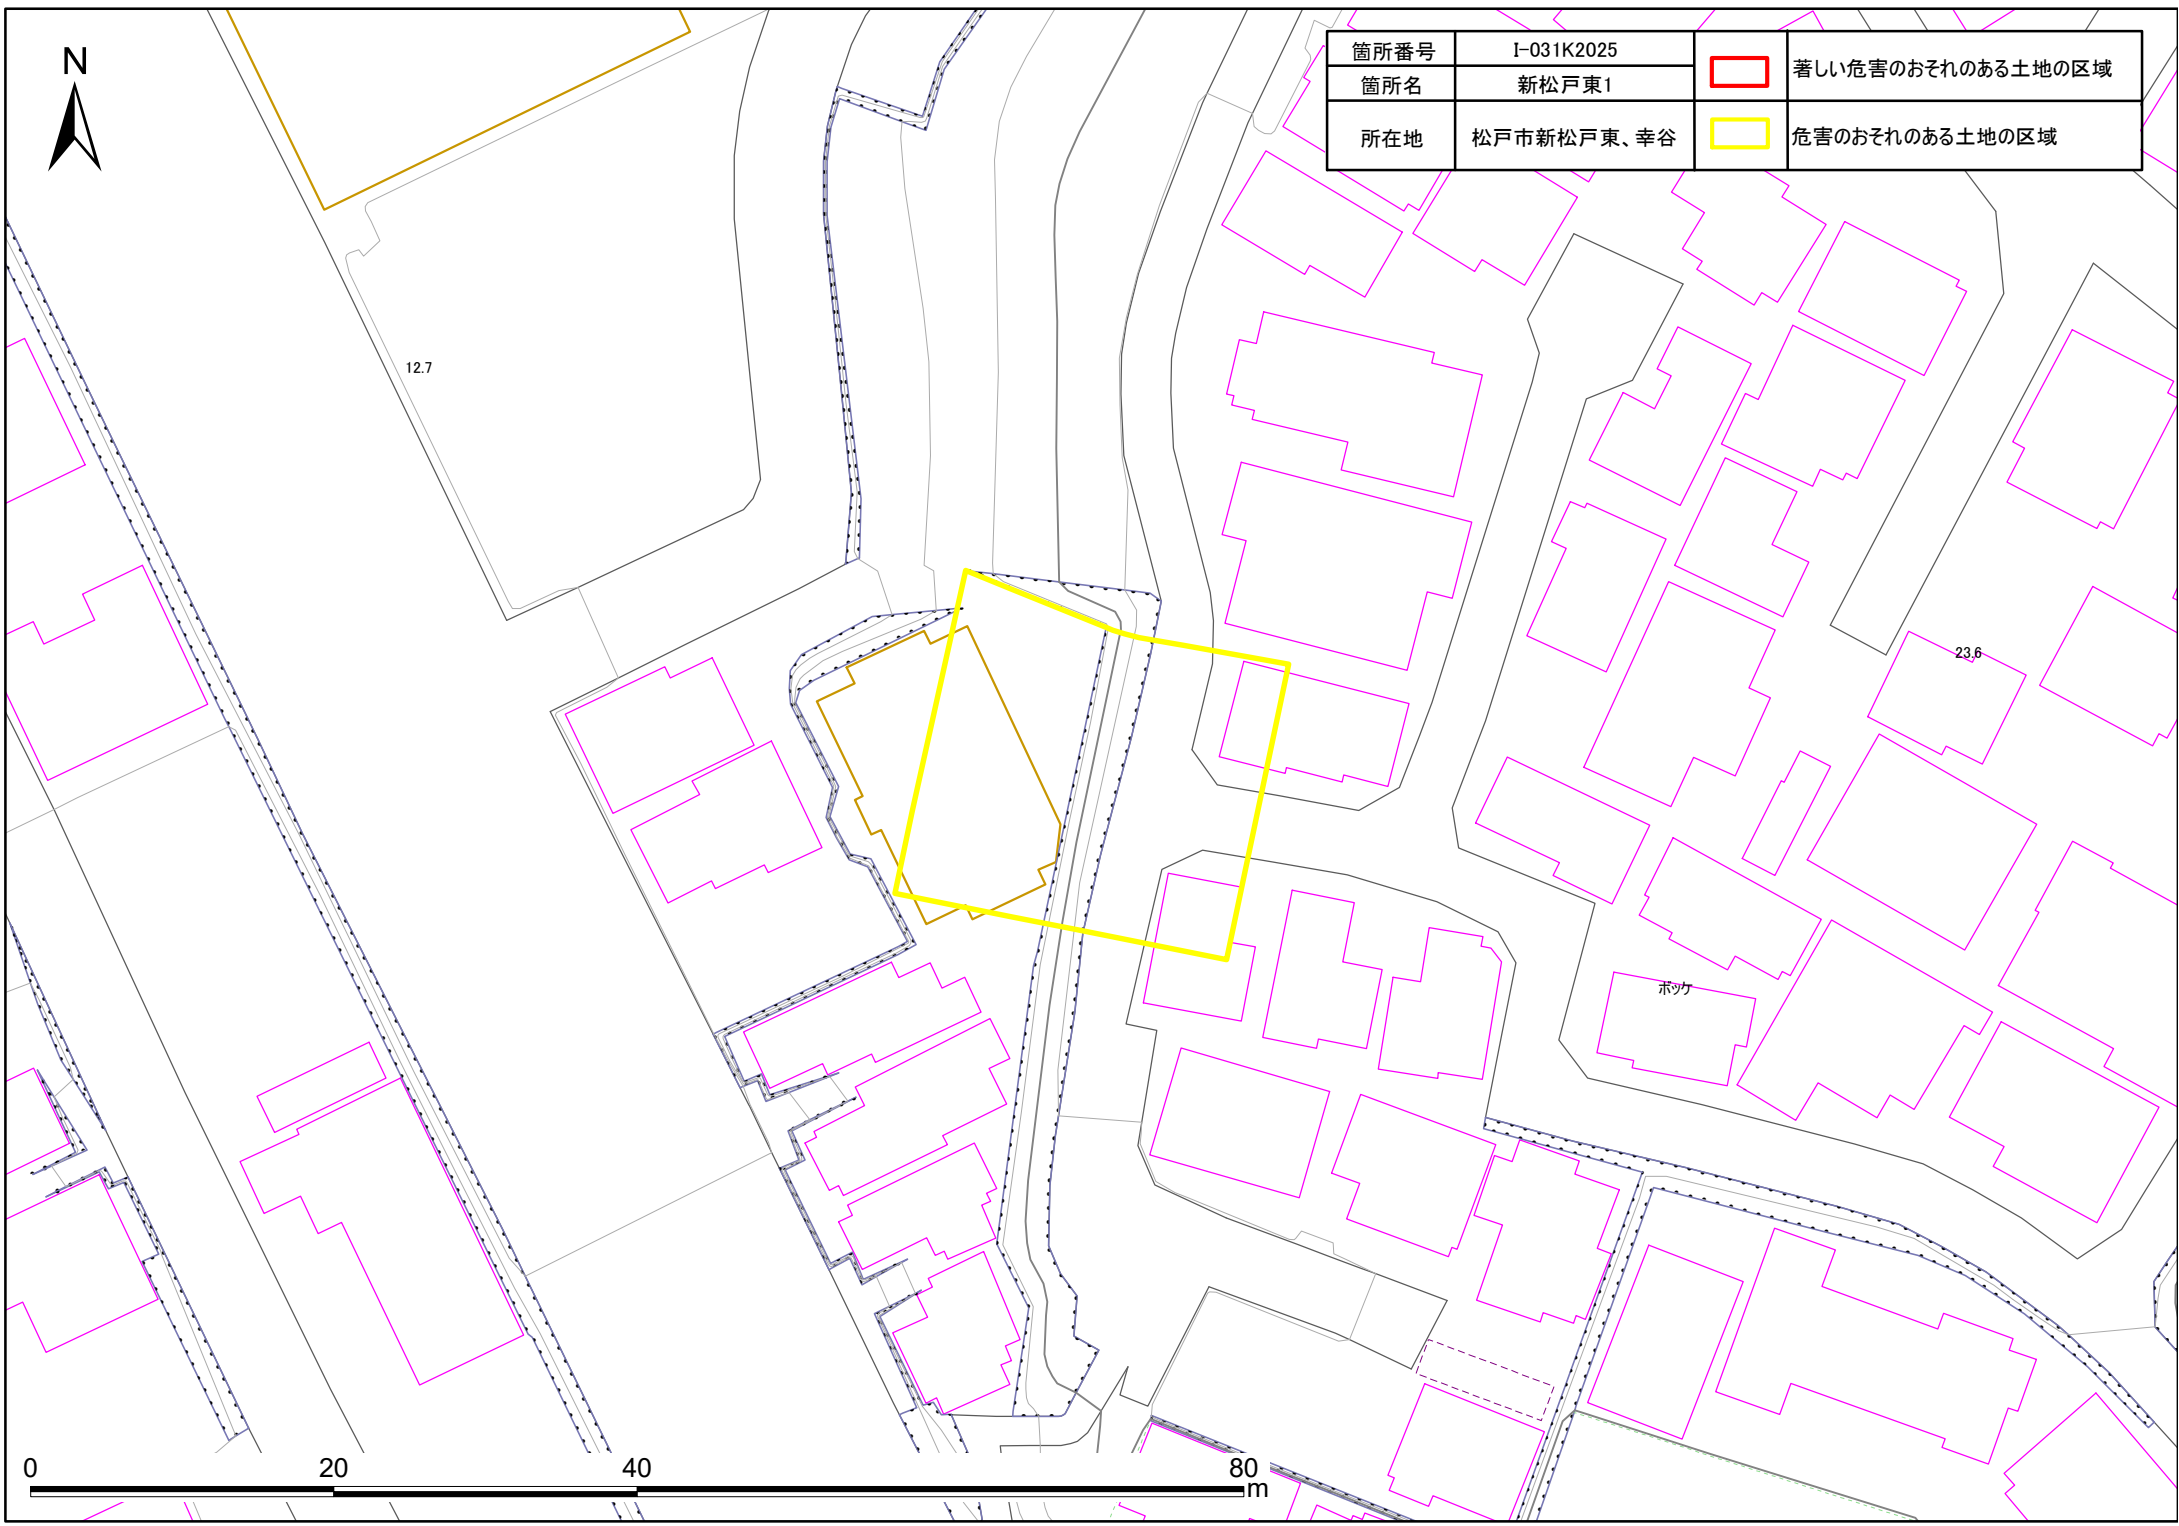 N
箇所番号 I-031K2025 著しい危害のおそれのある土地の区域
箇所名 新松戸東1
所在地 松戸市新松戸東、幸谷 危害のおそれのある土地の区域
12.7
23.6
ボッケ
0 20 40 80
m